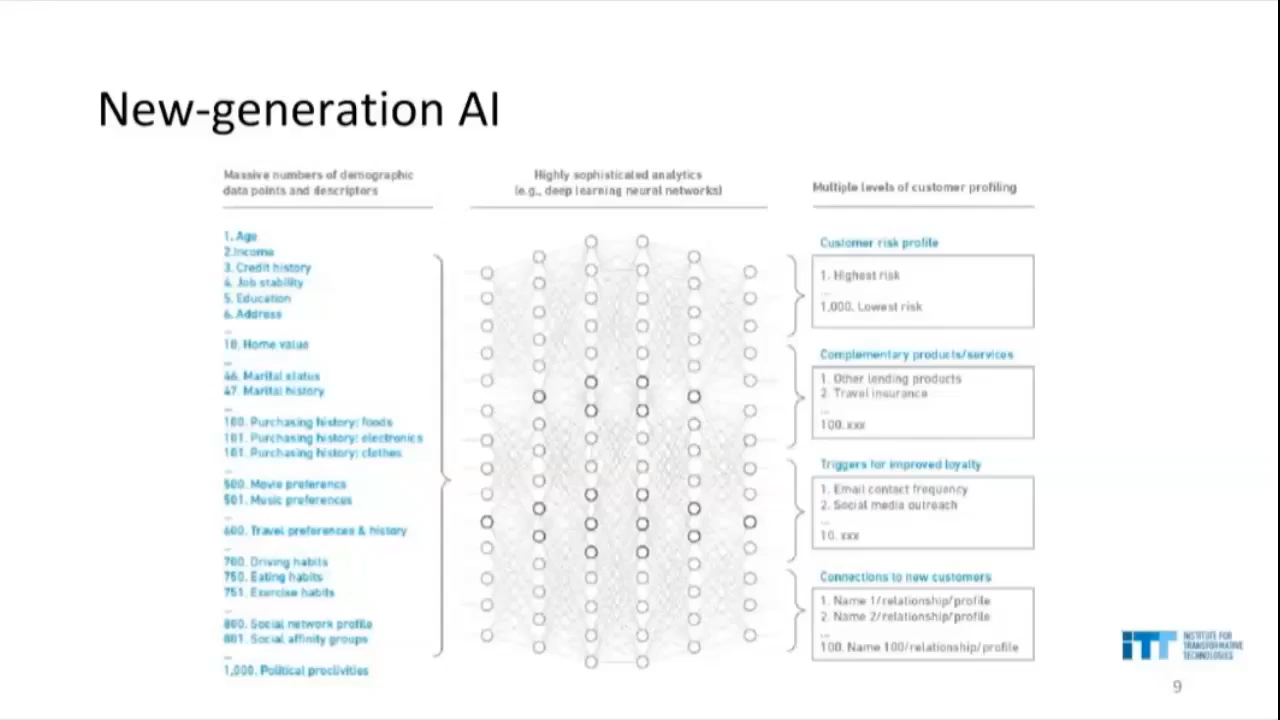 New-generation AI
Massive numbers of demographic
data points and descriptors
1. Age
2.Income
3. Credit history
4. Job stability
5. Education
6. Address
...
10. Home value
...
46. Marital status
47. Marital history
...
100. Purchasing history: foods
101. Purchasing history: electronics
101. Purchasing history: clothes
...
500. Movie preference
501. Music preferences
...
600. Travel preferences & history
...
700. Driving habits
750. Eating habits
751. Exercise habits
...
800. Social network profile
801. Social affinity groups
...
1,000. Political proclivities
Highly sophisticated analytics
(e.g., deep learning neural networks)
Multiple levels of customer profiling
Customer risk profile
1. Highest risk
...
1,000. Lowest risk
Complementary products/services
1. Other lending products
2. Travel insurance
...
100. xxx
Triggers for improved loyalty
1. Email contact frequency
2. Social media outreach
...
10. xxx
Connections to new customers
1. Name 1/relationship/profile
2. Name 2/relationship/profile
...
100. Name 100/relationship/profile
iTT INSTITUTE FOR
TRANSFORMATIVE
TECHNOLOGIES
9